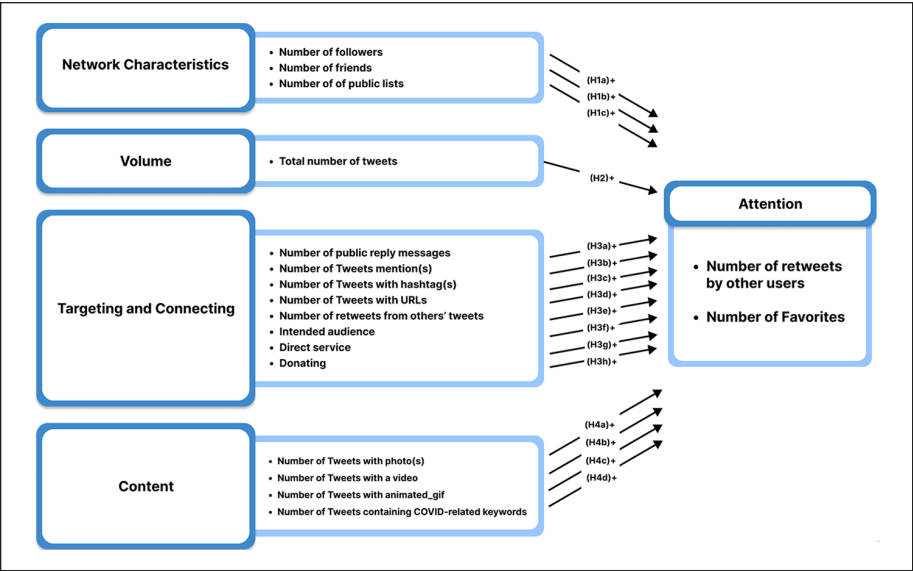 Network Characteristics
• Number of followers
• Number of friends
• Number of of public lists
(H1a)+
(H1b)+
(H1c)+
Volume
• Total number of tweets
(H2)+
Targeting and Connecting
• Number of public reply messages
• Number of Tweets mention(s)
• Number of Tweets with hashtag(s)
• Number of Tweets with URLs
• Number of retweets from others’ tweets
• Intended audience
• Direct service
• Donating
(H3a)+
(H3b)+
(H3c)+
(H3d)+
(H3e)+
(H3f)+
(H3g)+
(H3h)+
Content
• Number of Tweets with photo(s)
• Number of Tweets with a video
• Number of Tweets with animated_gif
• Number of Tweets containing COVID-related keywords
(H4a)+
(H4b)+
(H4c)+
(H4d)+
Attention
• Number of retweets
by other users
• Number of Favorites